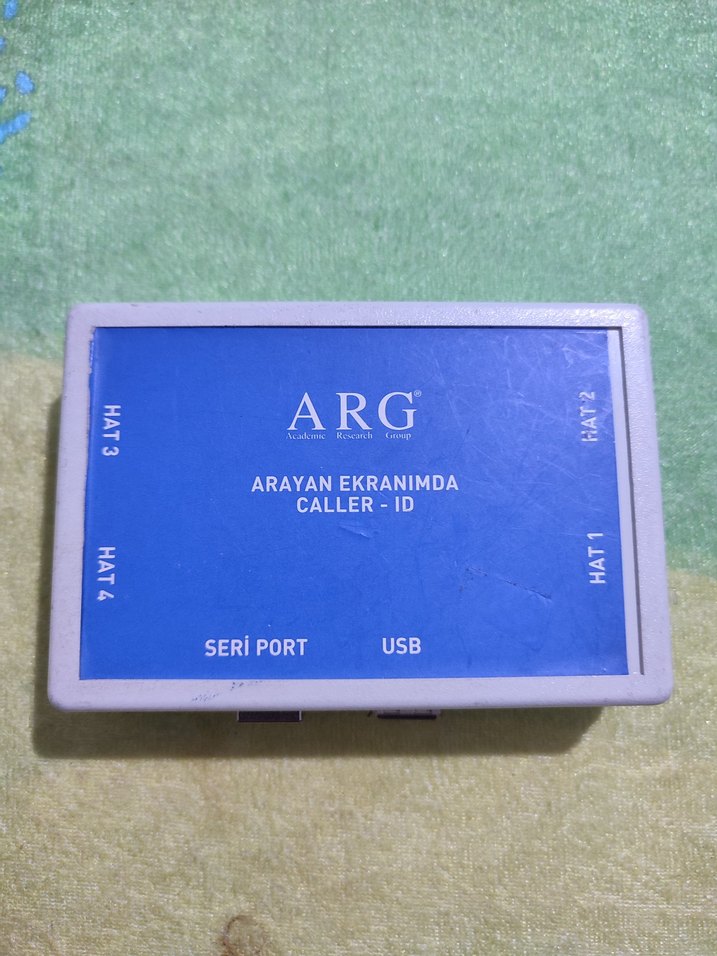 ARG®
Academic Research Group
ARAYAN EKRANIMDA
CALLER - ID
HAT 3
HAT 2
HAT 4
HAT 1
SERİ PORT
USB